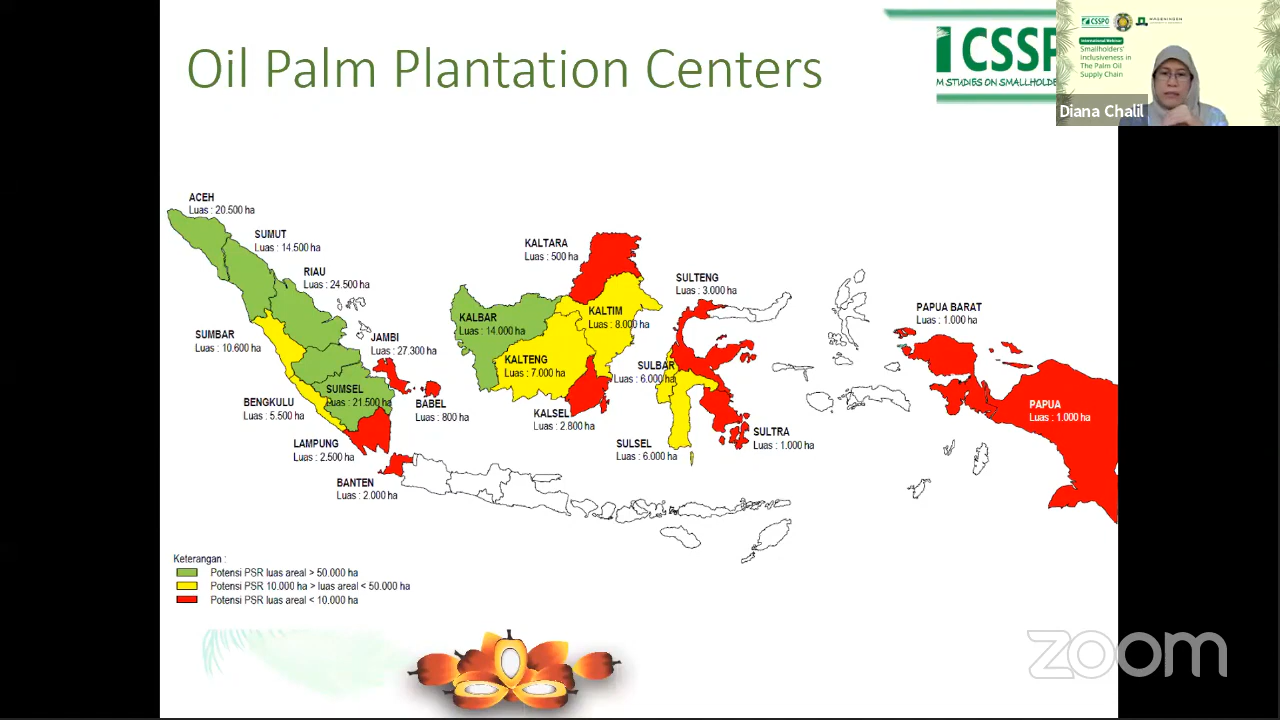 Oil Palm Plantation Centers
CSSPO
M STUDIES ON SMALLHOLDE
CSSPO
WAGENINGEN
International Webinar
Smallholders'
Inclusiveness in
The Palm Oil
Supply Chain
Diana Chalil
ACEH
Luas : 20.500 ha
SUMUT
Luas : 14.500 ha
RIAU
Luas : 24.500 ha
SUMBAR
Luas : 10.600 ha
JAMBI
Luas : 27.300 ha
SUMSEL
Luas : 21.500 ha
BENGKULU
Luas : 5.500 ha
BABEL
Luas : 800 ha
LAMPUNG
Luas : 2.500 ha
BANTEN
Luas : 2.000 ha
KALTARA
Luas : 500 ha
KALBAR
Luas : 14.000 ha
KALTIM
Luas : 8.000 ha
KALTENG
Luas : 7.000 ha
KALSEL
Luas : 2.800 ha
SULTENG
Luas : 3.000 ha
SULBAR
Luas : 6.000 ha
SULSEL
Luas : 6.000 ha
SULTRA
Luas : 1.000 ha
PAPUA BARAT
Luas : 1.000 ha
PAPUA
Luas : 1.000 ha
Keterangan :
Potensi PSR luas areal > 50.000 ha
Potensi PSR 10.000 ha > luas areal < 50.000 ha
Potensi PSR luas areal < 10.000 ha
zoom